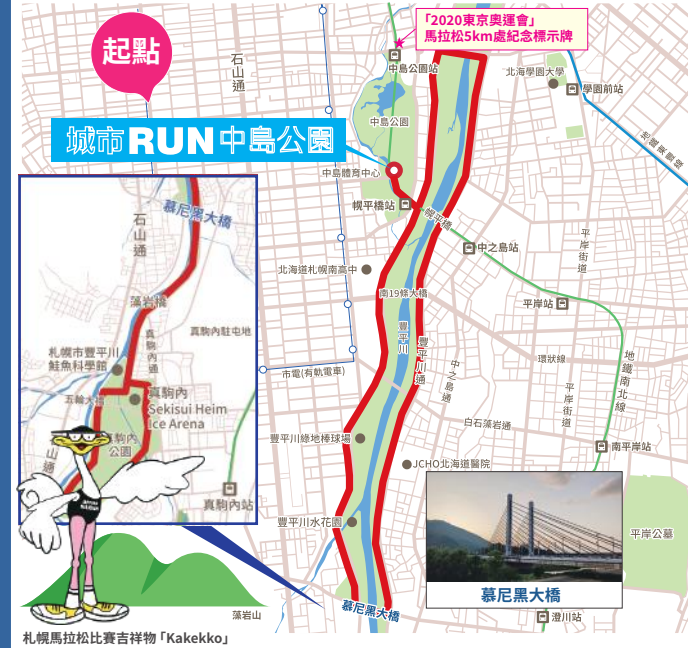 起點
「2020東京奧運會」
馬拉松5km處紀念標示牌
石山通
中島公園站
北海學園大學
學園前站
中島公園
城市RUN中島公園
中島體育中心
幌平橋站
幌平橋
中之島站
平岸街道
北海道札幌南高中
南19條大橋
平岸站
豐平川
豐平川通
中之島通
環狀線
地鐵南北線
市電(有軌電車)
平岸街道
白石藻岩通
豐平川綠地棒球場
南平岸站
JCHO北海道醫院
豐平川水花園
平岸公墓
慕尼黑大橋
慕尼黑大橋
澄川站
慕尼黑大橋
石山通
藻岩橋
真駒內通
真駒內駐屯地
札幌市豐平川
鮭魚科學館
五輪大橋
真駒內
Sekisui Heim
Ice Arena
真駒內
公園
山通
真駒內站
藻岩山
札幌馬拉松比賽吉祥物「Kakekko」